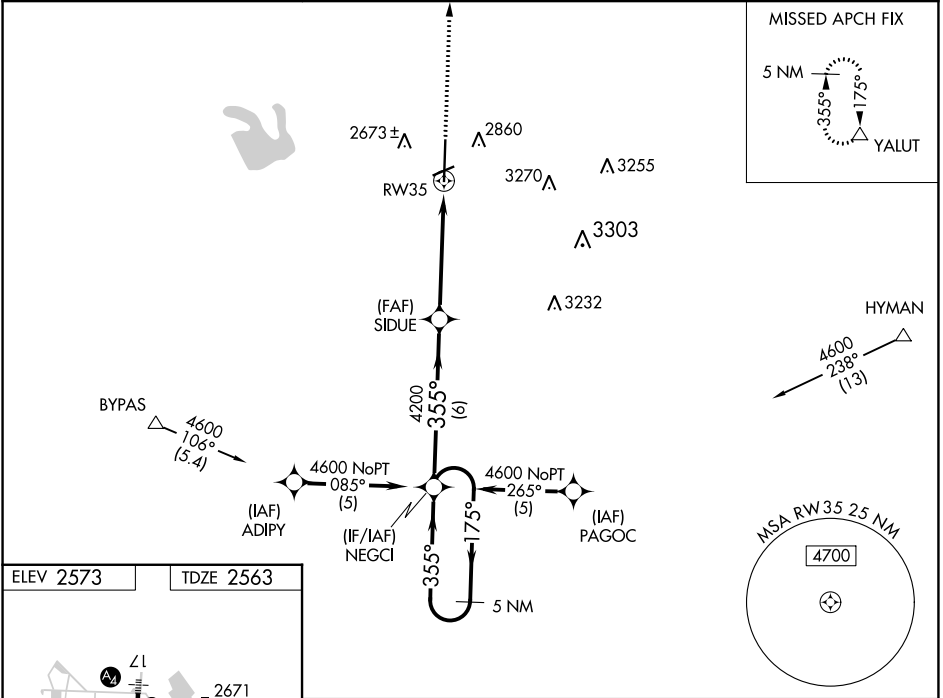 MISSED APCH FIX
5 NM
355°
175°
YALUT
2673±
2860
RW35
3270
3255
3303
3232
(FAF)
SIDUE
HYMAN
4600
238°
(13)
BYPAS
4600
106°
(5.4)
4200
355°
(6)
4600 NoPT
085°
(5)
4600 NoPT
265°
(5)
(IAF)
ADIPY
(IF/IAF)
NEGCI
(IAF)
PAGOC
355°
175°
5 NM
MSA RW35 25 NM
4700
ELEV 2573
TDZE 2563
A4
17
2671